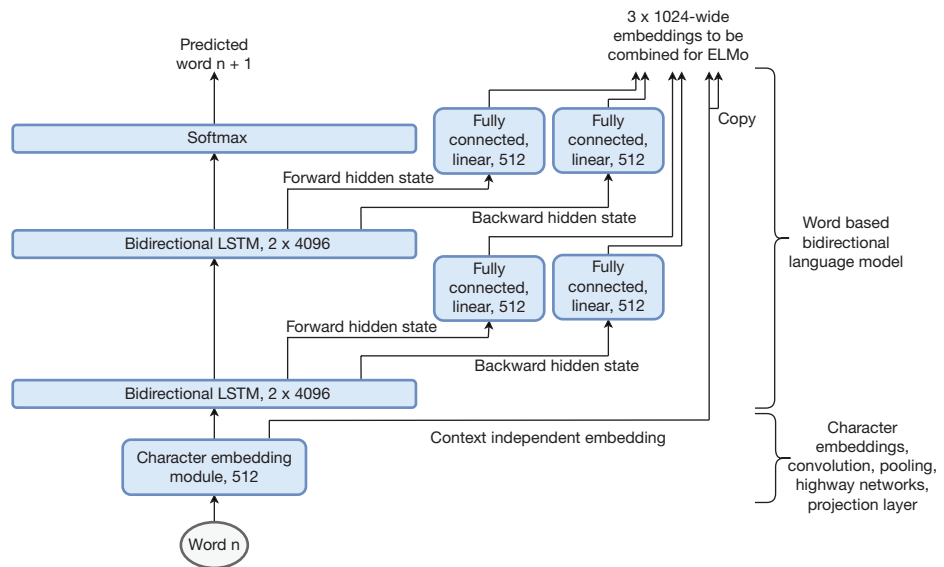 3 x 1024-wide
embeddings to be
combined for ELMo
Predicted
word n + 1
Copy
Softmax
Fully
connected,
linear, 512
Fully
connected,
linear, 512
Forward hidden state
Backward hidden state
Bidirectional LSTM, 2 x 4096
Word based
bidirectional
language model
Fully
connected,
linear, 512
Fully
connected,
linear, 512
Forward hidden state
Backward hidden state
Bidirectional LSTM, 2 x 4096
Context independent embedding
Character embedding
module, 512
Character
embeddings,
convolution, pooling,
highway networks,
projection layer
Word n